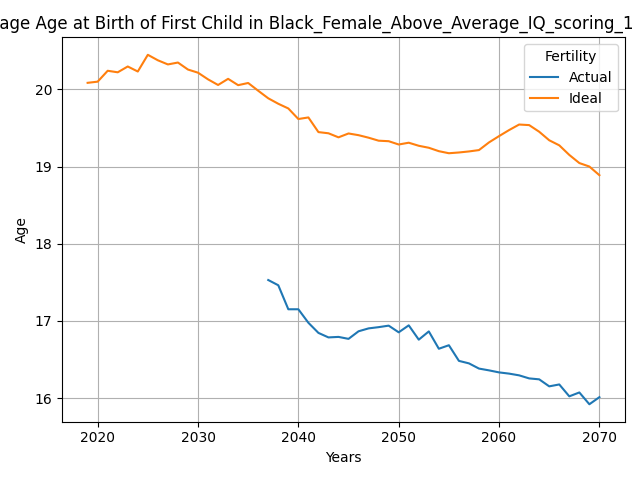 age Age at Birth of First Child in Black_Female_Above_Average_IQ_scoring_1
Fertility
Actual
Ideal
Age
20
19
18
17
16
2020 2030 2040 2050 2060 2070
Years